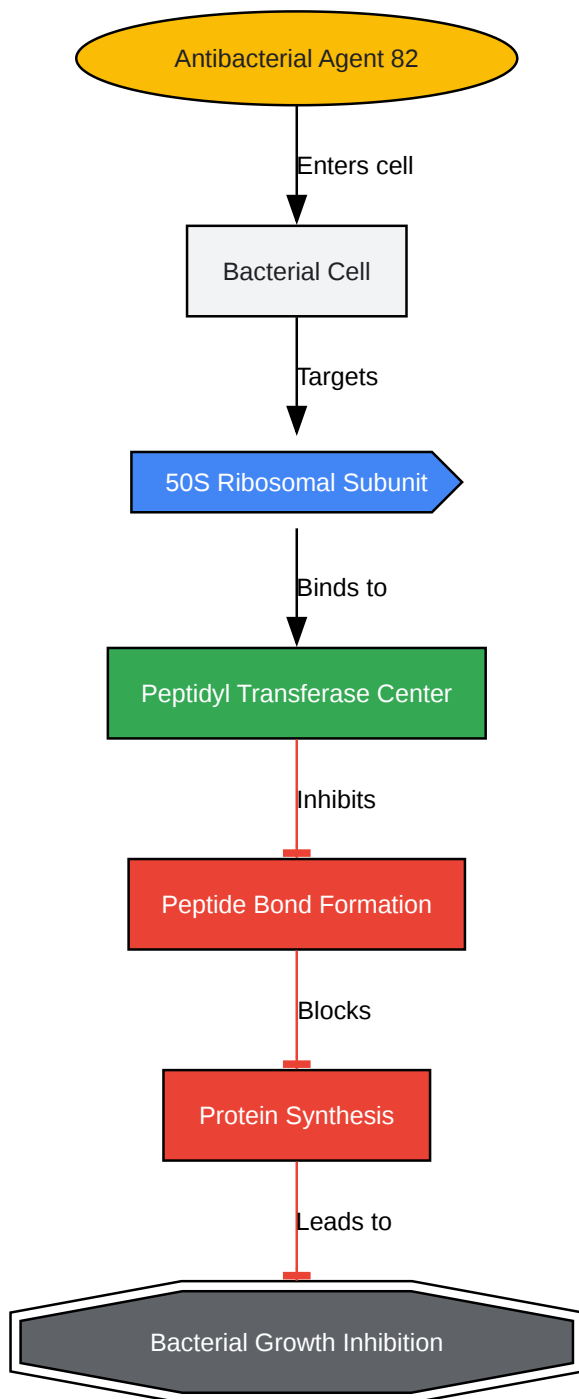 Antibacterial Agent 82
Enters cell
Bacterial Cell
Targets
50S Ribosomal Subunit
Binds to
Peptidyl Transferase Center
Inhibits
Peptide Bond Formation
Blocks
Protein Synthesis
Leads to
Bacterial Growth Inhibition